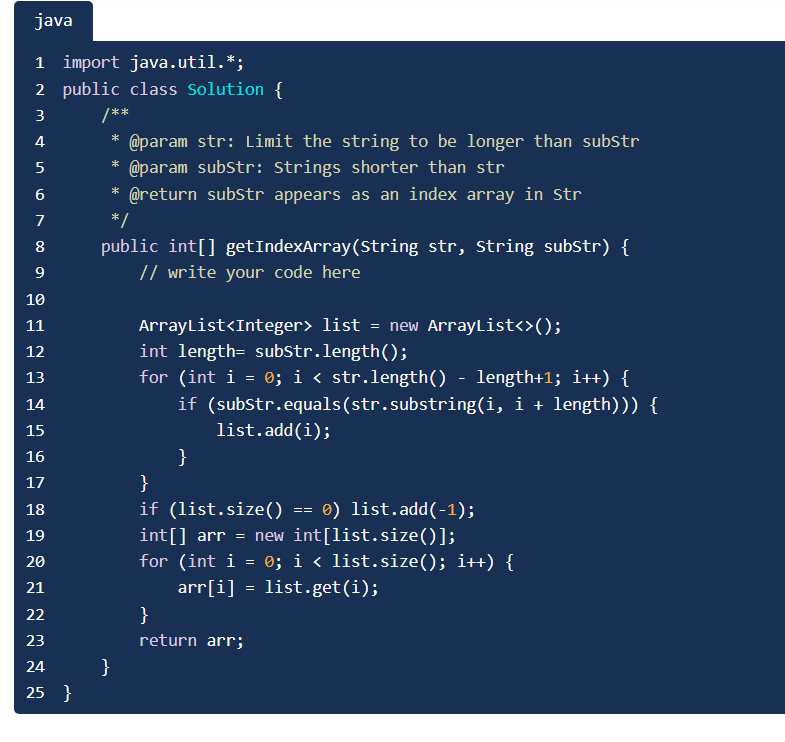 java
1 import java.util.*;
2 public class Solution {
3     /**
4      * @param str: Limit the string to be longer than subStr
5      * @param subStr: Strings shorter than str
6      * @return subStr appears as an index array in Str
7      */
8     public int[] getIndexArray(String str, String subStr) {
9         // write your code here
10
11         ArrayList<Integer> list = new ArrayList<>();
12         int length= subStr.length();
13         for (int i = 0; i < str.length() - length+1; i++) {
14             if (subStr.equals(str.substring(i, i + length))) {
15                 list.add(i);
16             }
17         }
18         if (list.size() == 0) list.add(-1);
19         int[] arr = new int[list.size()];
20         for (int i = 0; i < list.size(); i++) {
21             arr[i] = list.get(i);
22         }
23         return arr;
24     }
25 }